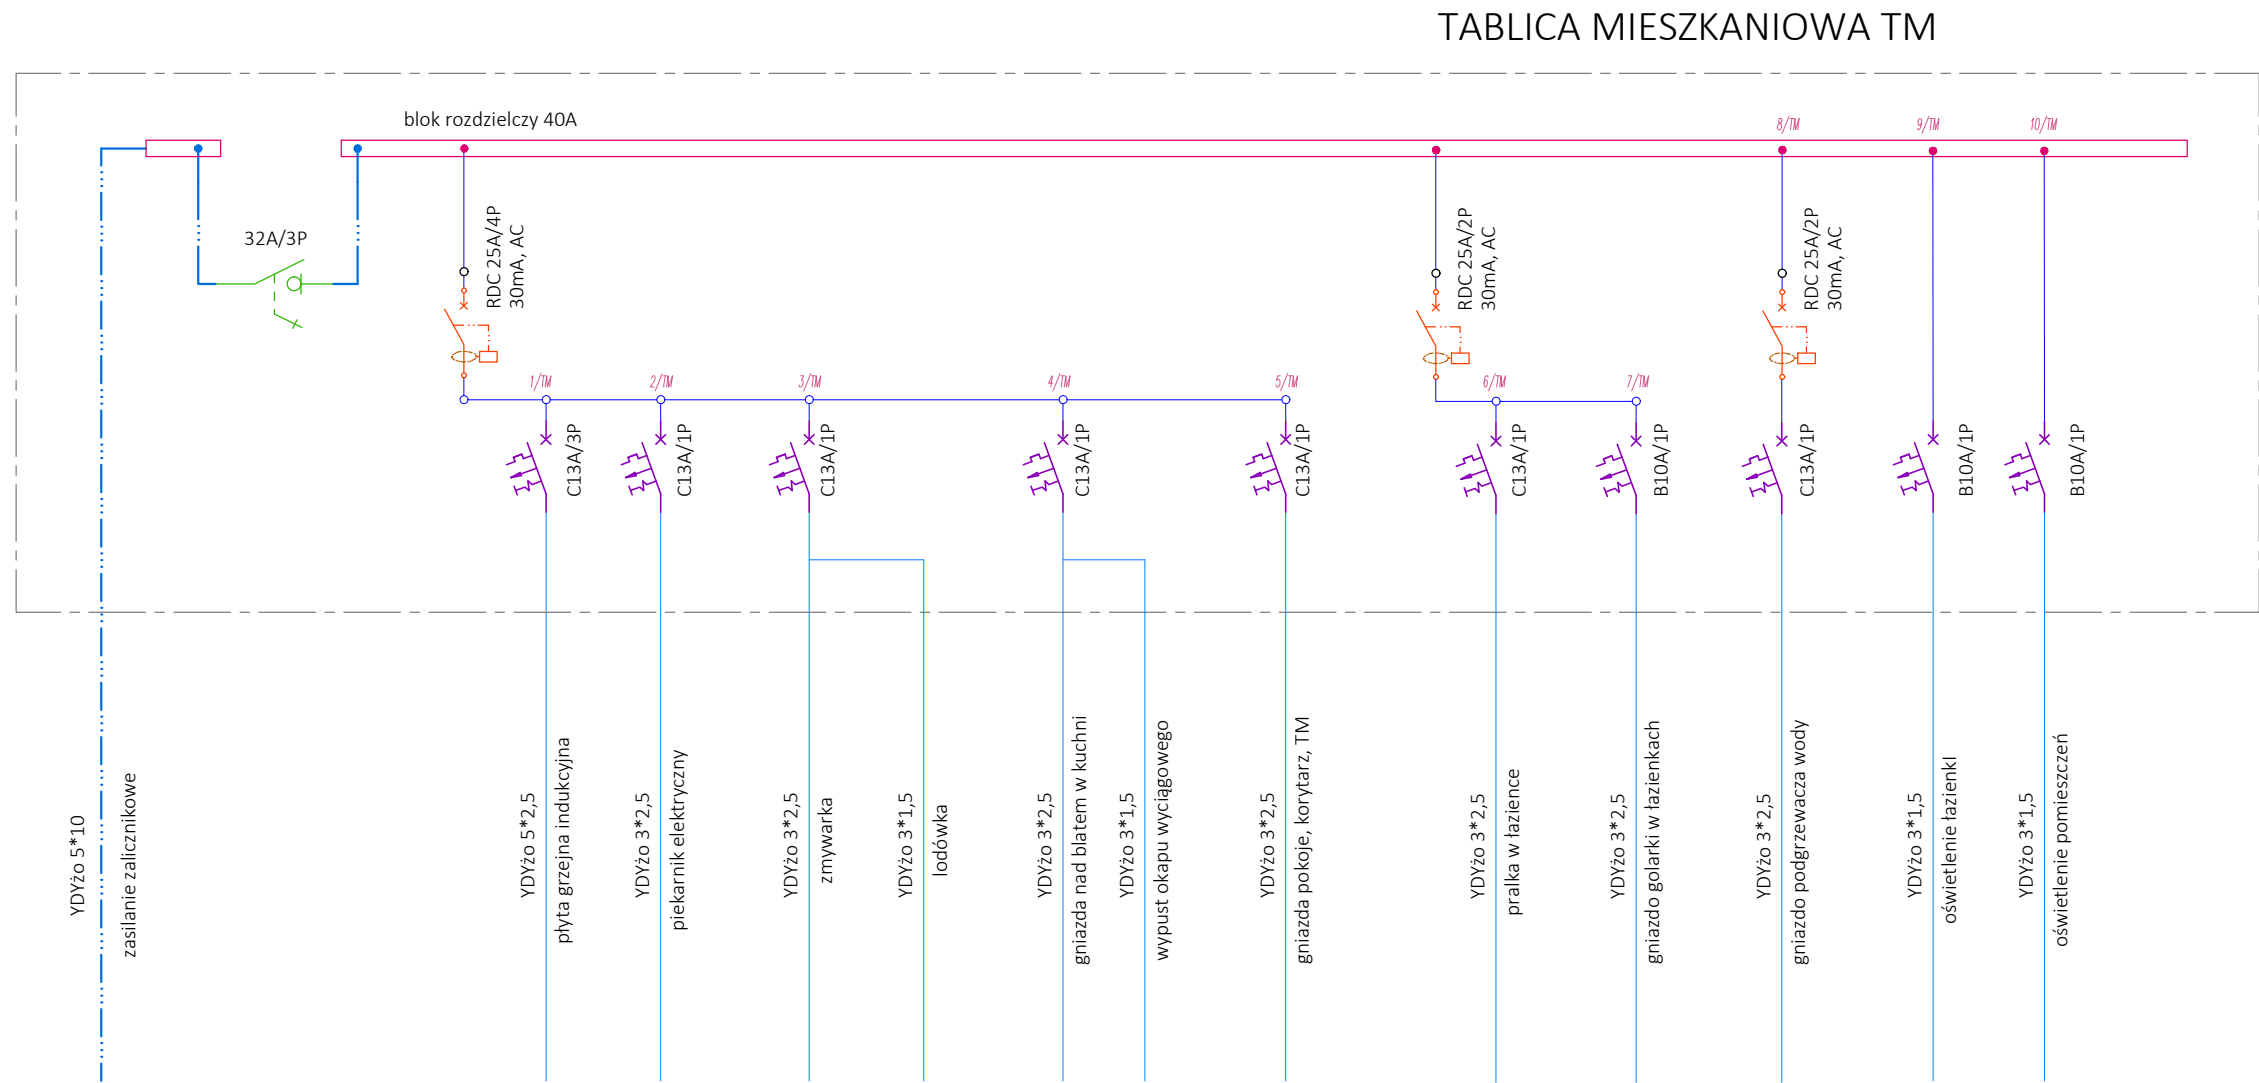 TABLICA MIESZKANIOWA TM
blok rozdzielczy 40A
8/TM
9/TM
10/TM
32A/3P
RDC 25A/4P
30mA, AC
RDC 25A/2P
30mA, AC
RDC 25A/2P
30mA, AC
1/TM
2/TM
3/TM
4/TM
5/TM
6/TM
7/TM
C13A/3P
C13A/1P
C13A/1P
C13A/1P
C13A/1P
C13A/1P
B10A/1P
C13A/1P
B10A/1P
B10A/1P
YDYżo 5*10
zasilanie zalicznikowe
YDYżo 5*2,5
płyta grzejna indukcyjna
YDYżo 3*2,5
piekarnik elektryczny
YDYżo 3*2,5
zmywarka
YDYżo 3*1,5
lodówka
YDYżo 3*2,5
gniazda nad blatem w kuchni
YDYżo 3*1,5
wypust okapu wyciągowego
YDYżo 3*2,5
gniazda pokoje, korytarz, TM
YDYżo 3*2,5
pralka w łazience
YDYżo 3*2,5
gniazdo golarki w łazienkach
YDYżo 3*2,5
gniazdo podgrzewacza wody
YDYżo 3*1,5
oświetlenie łazienkI
YDYżo 3*1,5
oświetlenie pomieszczeń